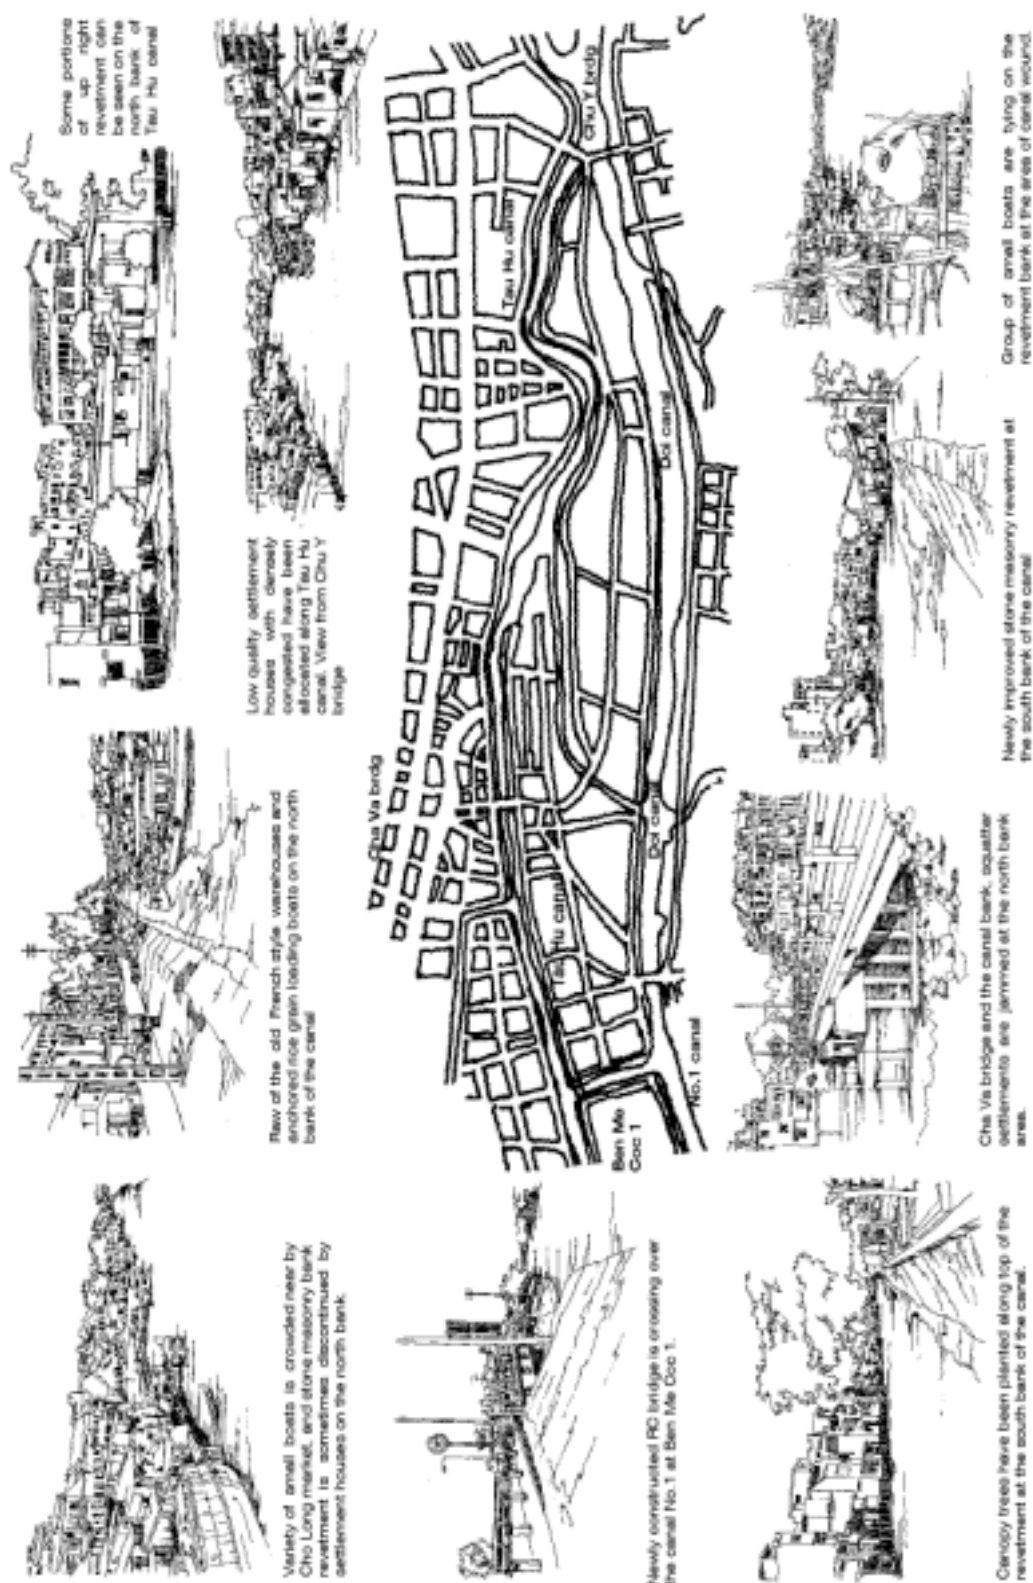 Variety of small boats is crowded near by
Cho Long market, and stone masonry bank
revetment is sometimes discontinued by
settlement houses on the north bank.
Raw of the old French style warehouses and
anchored rice grain loading boats on the north
bank of the canal
Low quality settlement
houses with densely
congested have been
allocated along Tau Hu
canal. View from Chu Y
bridge
Some portions
of up right
revetment can
be seen on the
north bank of
Tau Hu canal
Cha Va brdg
Chu Y brdg
Tau Hu canal
Tau Hu canal
Doi canal
Doi canal
Ben Me
Coc 1
No.1 canal
Newly constructed RC bridge is crossing over
the canal No.1 at Ben Me Coc 1.
Canopy trees have been planted along top of the
revetment at the south bank of the canal.
Cha Va bridge and the canal bank, squatter
settlements are jammed at the north bank
area.
Newly improved stone masonry revetment at
the south bank of the canal
Group of small boats are tying on the
revetment bank at the area of lying wound.